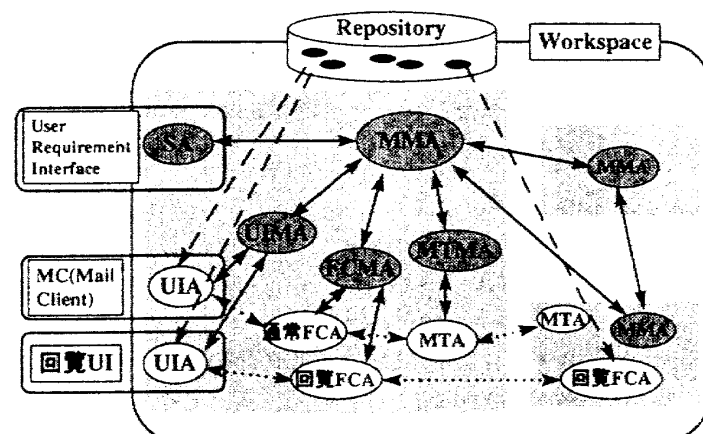 Repository
Workspace
User
Requirement
Interface
SA
MMA
MMA
UIMA
FCMA
MTMA
MC(Mail
Client)
UIA
通常FCA
MTA
MTA
MMA
回覧UI
UIA
回覧FCA
回覧FCA